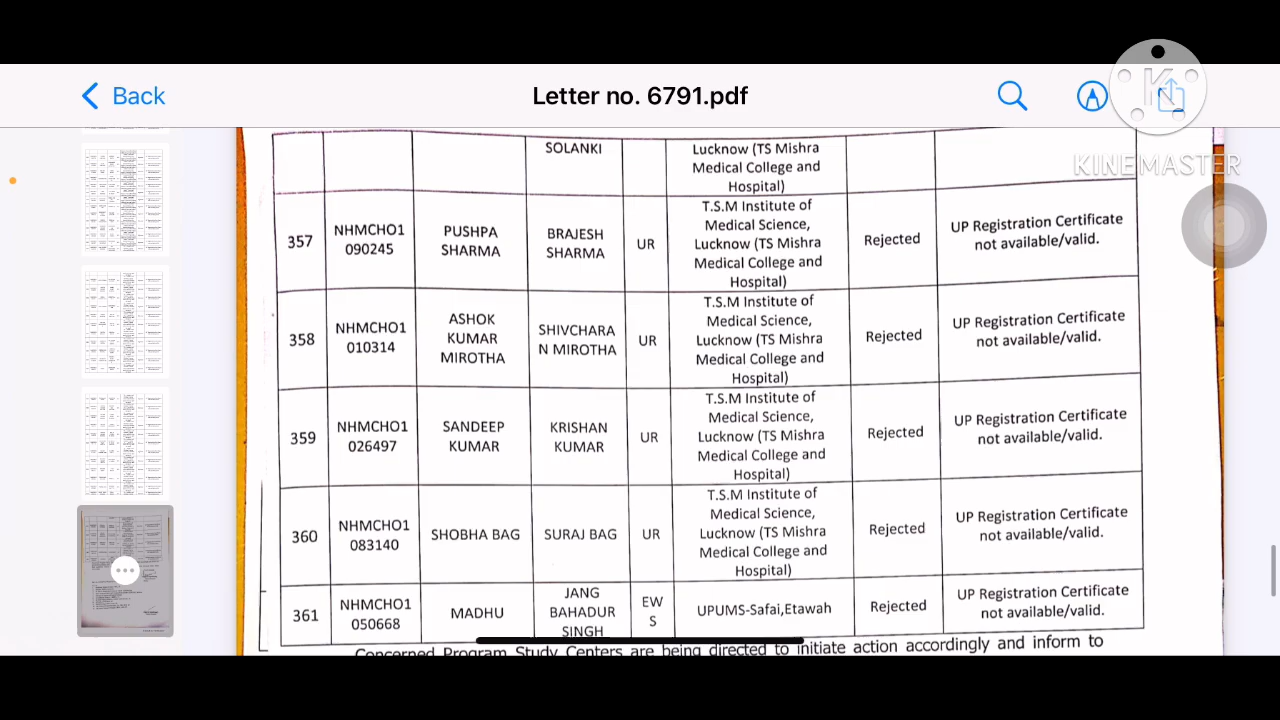 Back
Letter no. 6791.pdf
KINEMASTER
SOLANKI
Lucknow (TS Mishra
Medical College and
Hospital)
357
NHMCHO1
090245
PUSHPA
SHARMA
BRAJESH
SHARMA
UR
T.S.M Institute of
Medical Science,
Lucknow (TS Mishra
Medical College and
Hospital)
Rejected
UP Registration Certificate
not available/valid.
358
NHMCHO1
010314
ASHOK
KUMAR
MIROTHA
SHIVCHARA
N MIROTHA
UR
T.S.M Institute of
Medical Science,
Lucknow (TS Mishra
Medical College and
Hospital)
Rejected
UP Registration Certificate
not available/valid.
359
NHMCHO1
026497
SANDEEP
KUMAR
KRISHAN
KUMAR
UR
T.S.M Institute of
Medical Science,
Lucknow (TS Mishra
Medical College and
Hospital)
Rejected
UP Registration Certificate
not available/valid.
360
NHMCHO1
083140
SHOBHA BAG
SURAJ BAG
UR
T.S.M Institute of
Medical Science,
Lucknow (TS Mishra
Medical College and
Hospital)
Rejected
UP Registration Certificate
not available/valid.
361
NHMCHO1
050668
MADHU
JANG
BAHADUR
SINGH
EW
S
UPUMS-Safai,Etawah
Rejected
UP Registration Certificate
not available/valid.
Concerned Program Study Centers are being directed to initiate action accordingly and inform to